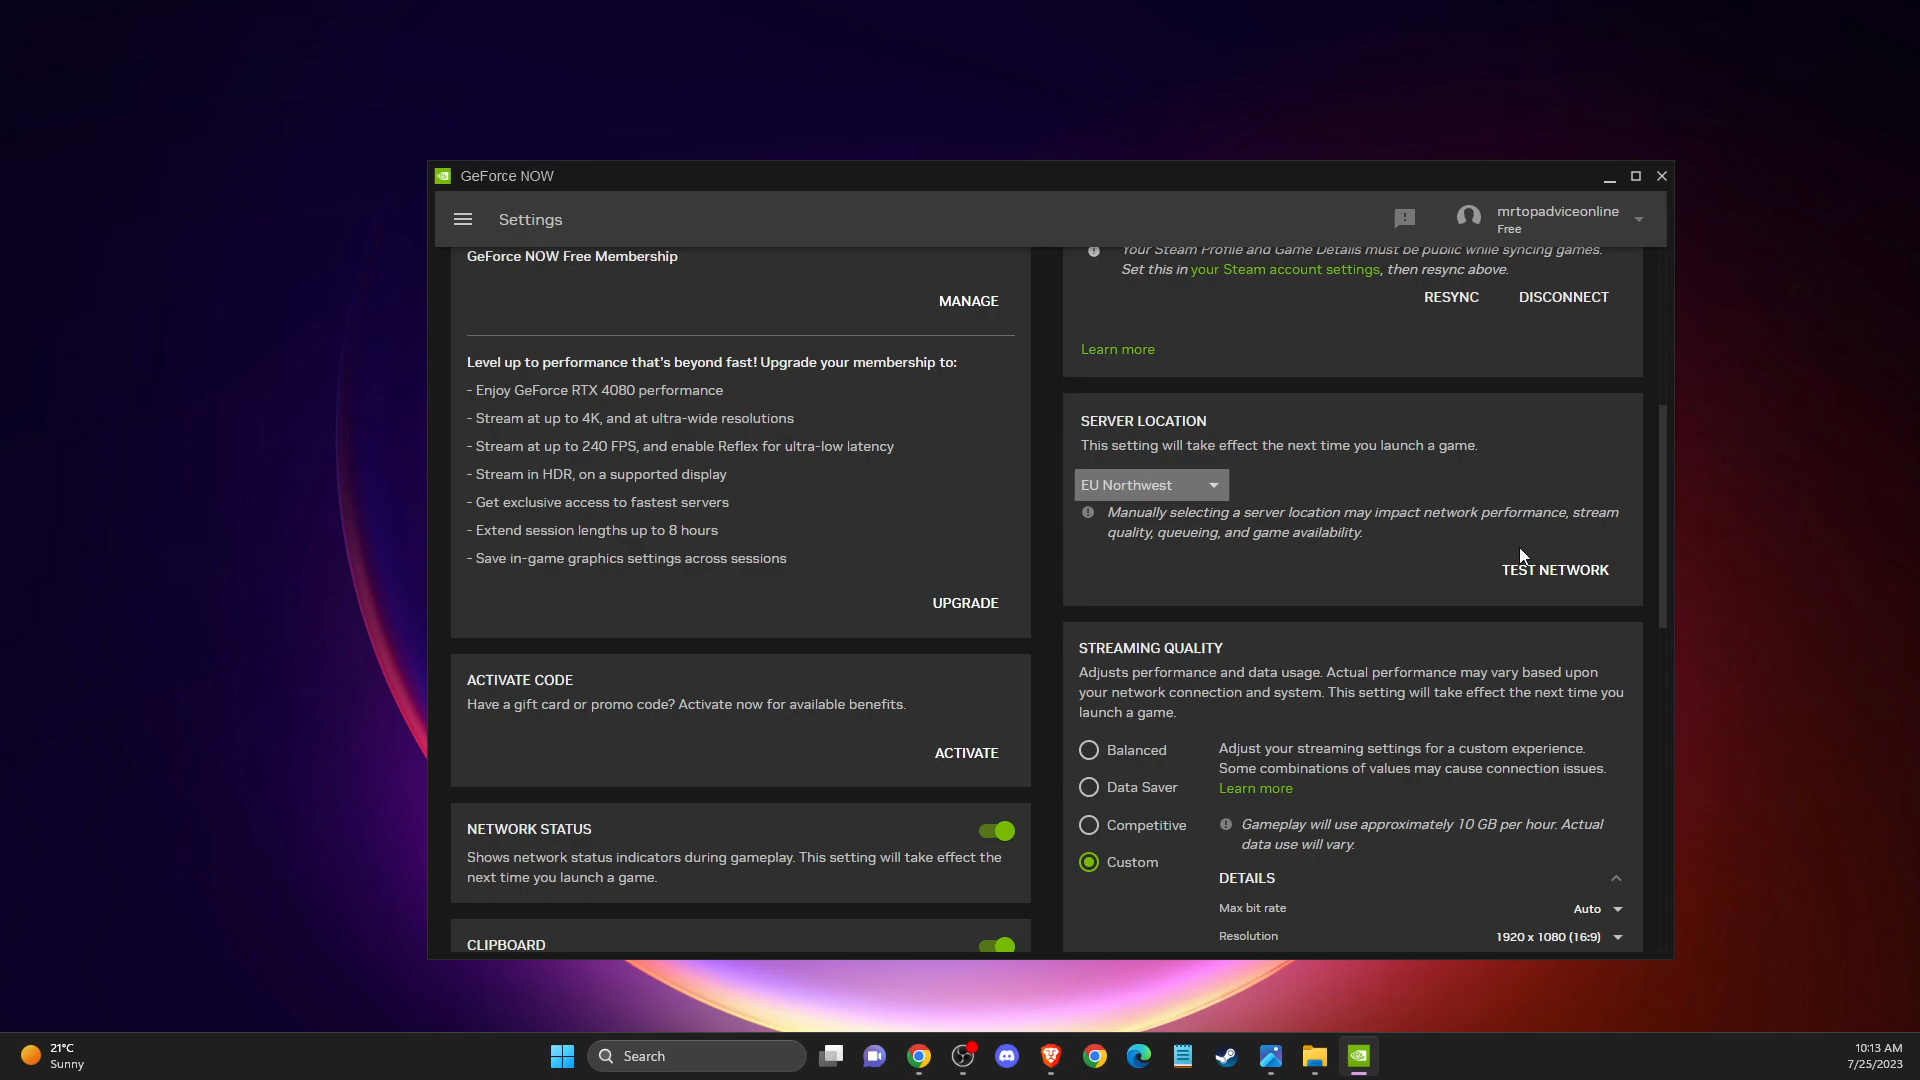 GeForce NOW
Settings
mrtopadviceonline
Free
GeForce NOW Free Membership
MANAGE
Level up to performance that's beyond fast! Upgrade your membership to:
- Enjoy GeForce RTX 4080 performance
- Stream at up to 4K, and at ultra-wide resolutions
- Stream at up to 240 FPS, and enable Reflex for ultra-low latency
- Stream in HDR, on a supported display
- Get exclusive access to fastest servers
- Extend session lengths up to 8 hours
- Save in-game graphics settings across sessions
UPGRADE
ACTIVATE CODE
Have a gift card or promo code? Activate now for available benefits.
ACTIVATE
NETWORK STATUS
Shows network status indicators during gameplay. This setting will take effect the
next time you launch a game.
CLIPBOARD
Your Steam Profile and Game Details must be public while syncing games.
Set this in your Steam account settings, then resync above.
RESYNC DISCONNECT
Learn more
SERVER LOCATION
This setting will take effect the next time you launch a game.
EU Northwest
Manually selecting a server location may impact network performance, stream
quality, queueing, and game availability.
TEST NETWORK
STREAMING QUALITY
Adjusts performance and data usage. Actual performance may vary based upon
your network connection and system. This setting will take effect the next time you
launch a game.
Balanced
Data Saver
Competitive
Custom
Adjust your streaming settings for a custom experience.
Some combinations of values may cause connection issues.
Learn more
Gameplay will use approximately 10 GB per hour. Actual
data use will vary.
DETAILS
Max bit rate Auto
Resolution 1920 x 1080 (16:9)
21°C
Sunny
Search
10:13 AM
7/25/2023